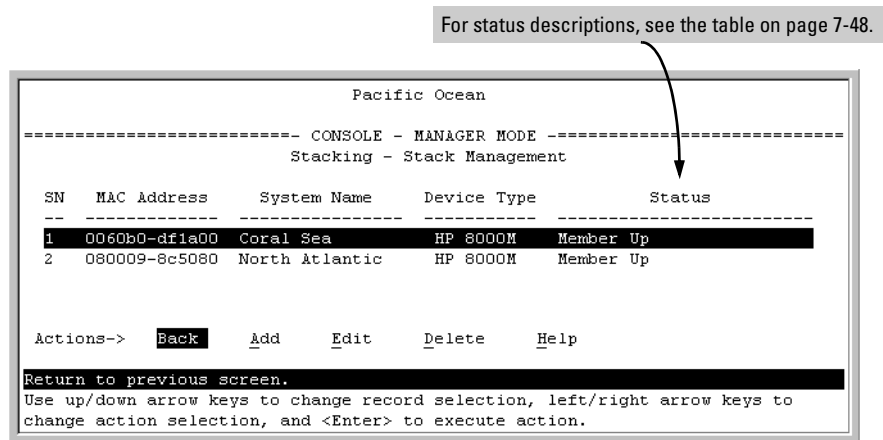 For status descriptions, see the table on page 7-48.
Pacific Ocean
==========================- CONSOLE - MANAGER MODE -============================
Stacking - Stack Management
SN MAC Address System Name Device Type Status
-- ------------- ---------------- ----------- -------------------------
1 0060b0-df1a00 Coral Sea HP 8000M Member Up
2 080009-8c5080 North Atlantic HP 8000M Member Up
Actions-> Back Add Edit Delete Help
Return to previous screen.
Use up/down arrow keys to change record selection, left/right arrow keys to
change action selection, and <Enter> to execute action.